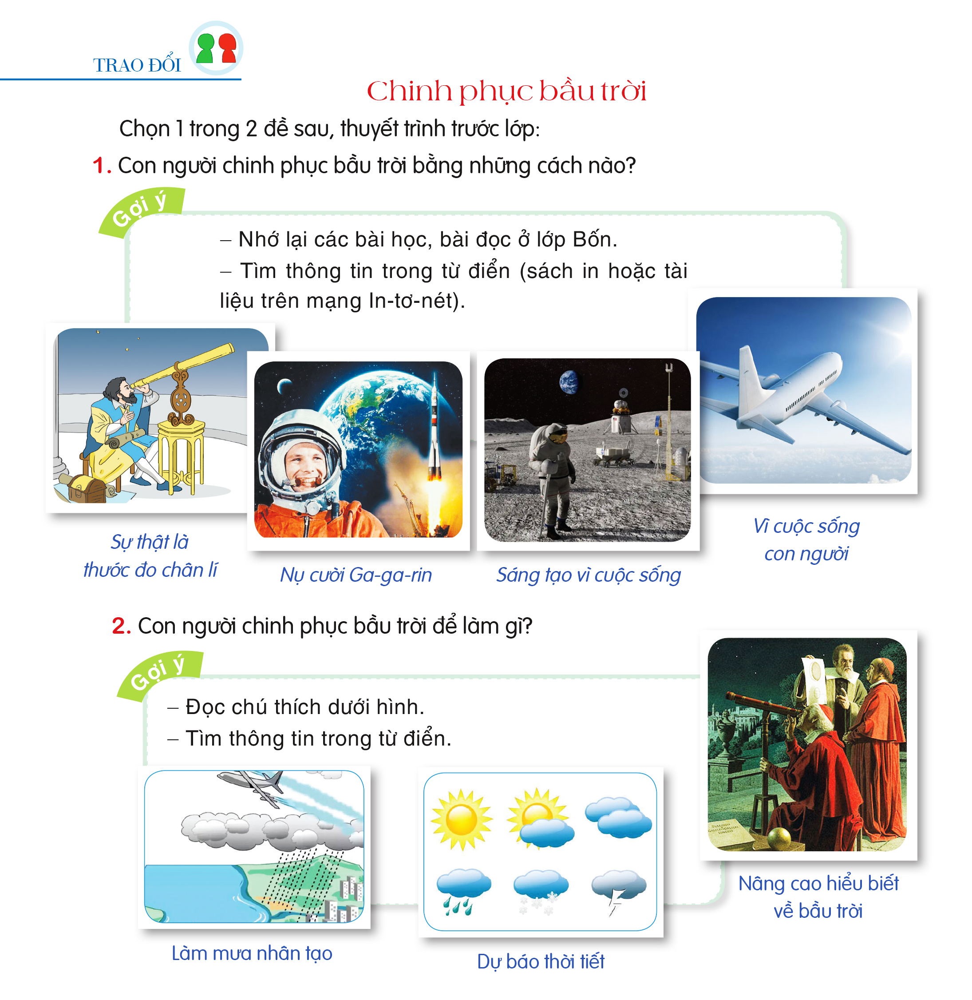 TRAO ĐỔI
Chinh phục bầu trời
Chọn 1 trong 2 đề sau, thuyết trình trước lớp:
1. Con người chinh phục bầu trời bằng những cách nào?
Gợi ý
– Nhớ lại các bài học, bài đọc ở lớp Bốn.
– Tìm thông tin trong từ điển (sách in hoặc tài
liệu trên mạng In-tơ-nét).
Sự thật là
thước đo chân lí
Nụ cười Ga-ga-rin
Sáng tạo vì cuộc sống
Vì cuộc sống
con người
2. Con người chinh phục bầu trời để làm gì?
Gợi ý
– Đọc chú thích dưới hình.
– Tìm thông tin trong từ điển.
Làm mưa nhân tạo
Dự báo thời tiết
Nâng cao hiểu biết
về bầu trời